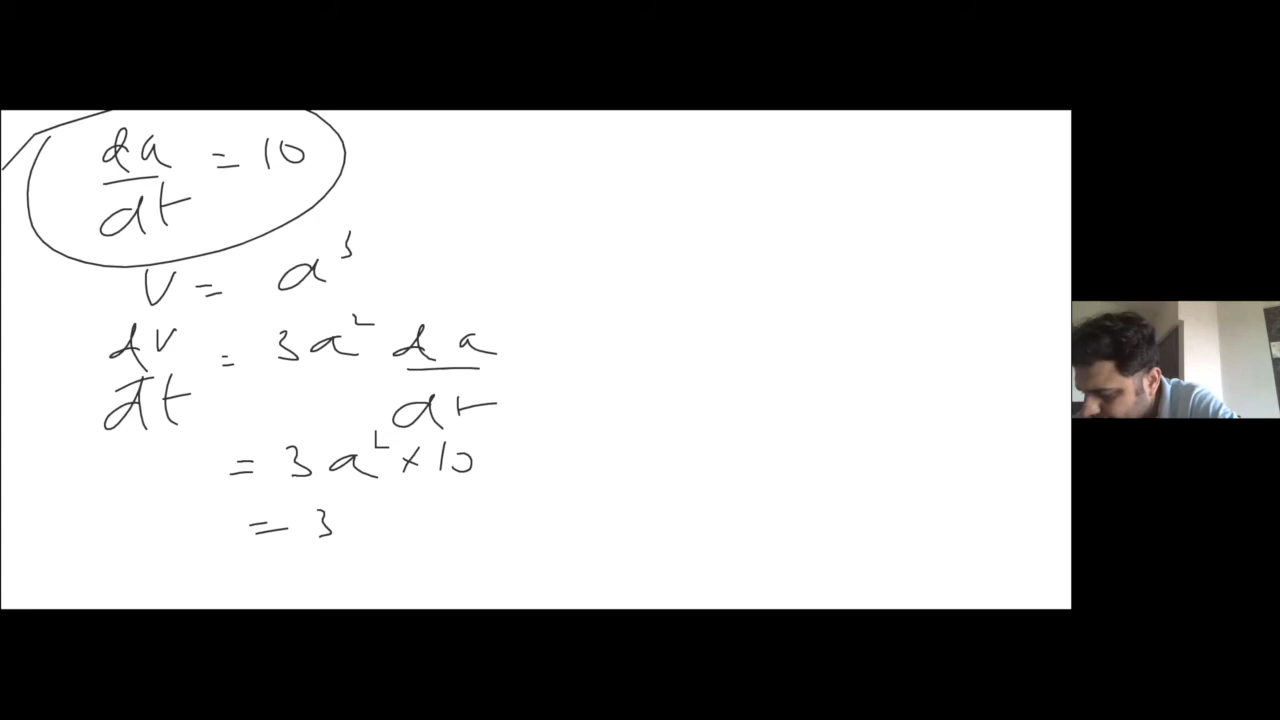 da/dt = 10
V = a³
dV/dt = 3a² da/dt
= 3a² × 10
= 3